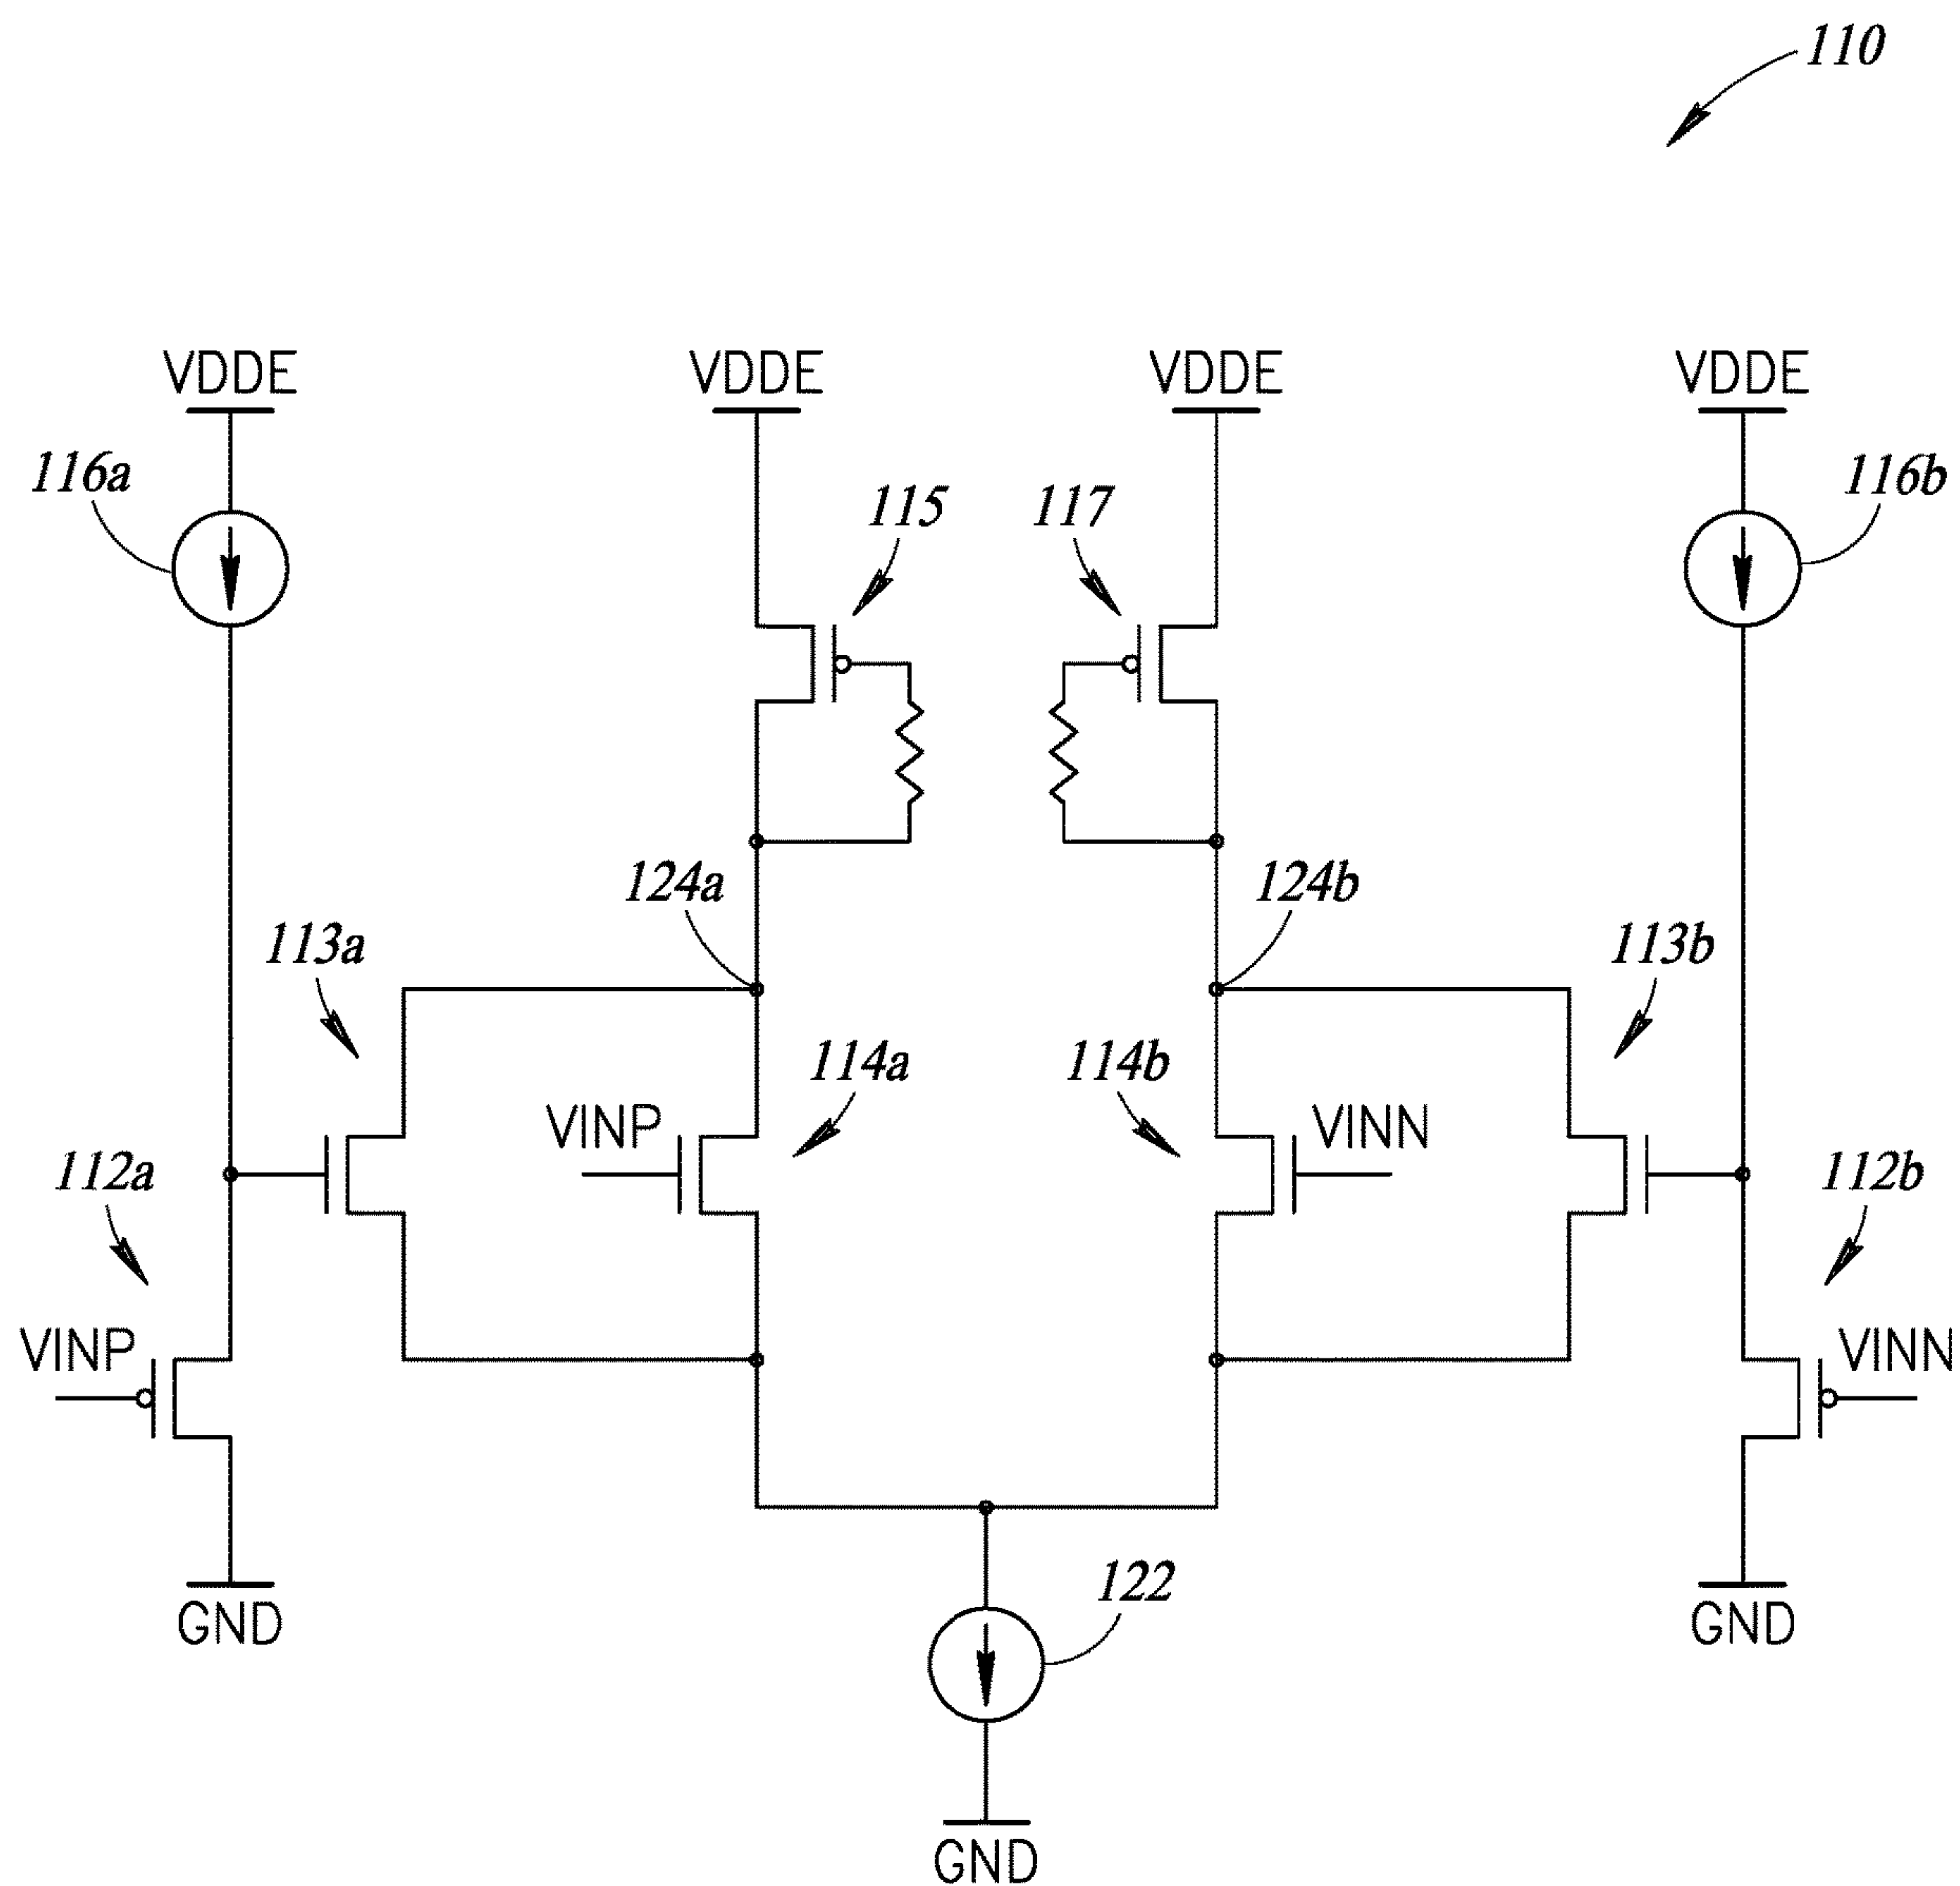 110
VDDE VDDE VDDE VDDE
116a 115 117 116b
124a 124b
113a 113b
114a 114b
VINP VINN
112a 112b
VINP VINN
122
GND GND
GND